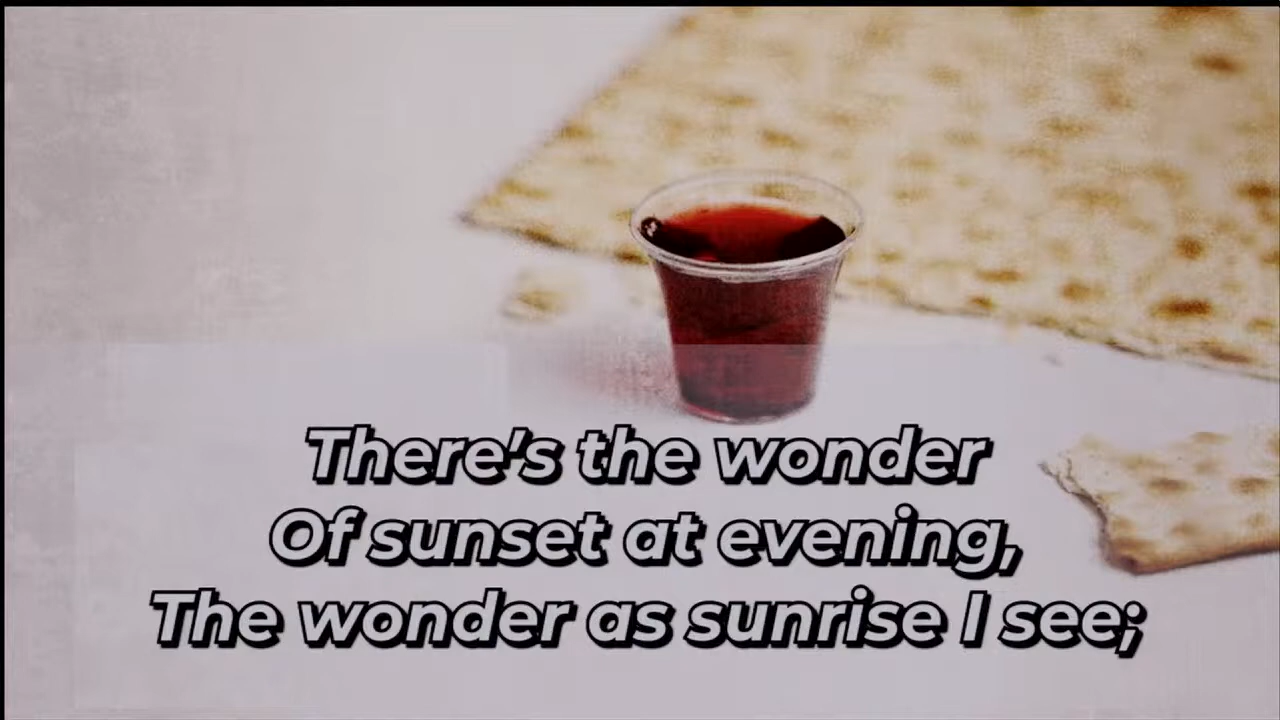 There's the wonder
Of sunset at evening,
The wonder as sunrise I see;